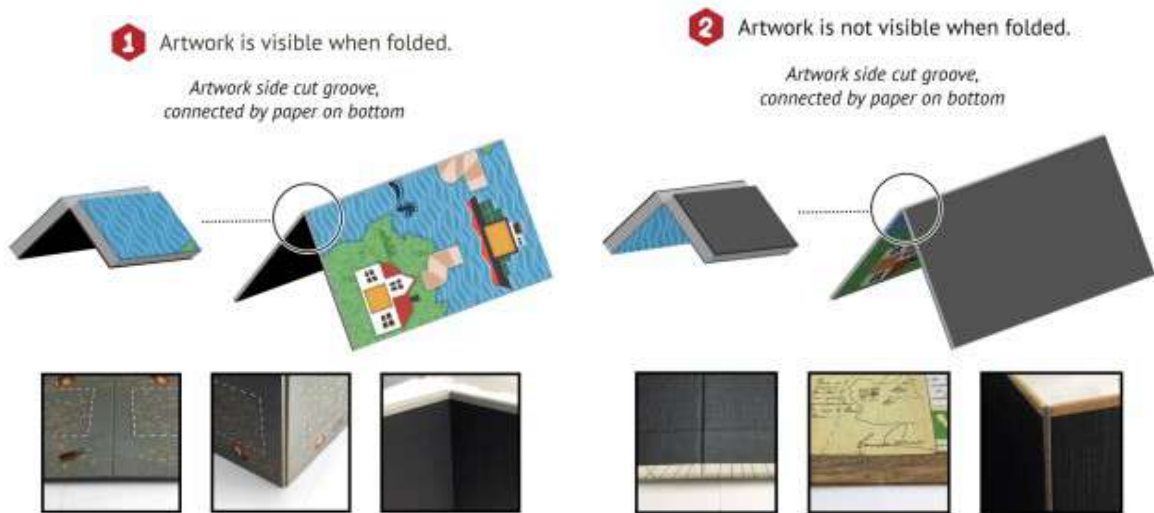 1 Artwork is visible when folded.
Artwork side cut groove,
connected by paper on bottom
2 Artwork is not visible when folded.
Artwork side cut groove,
connected by paper on bottom